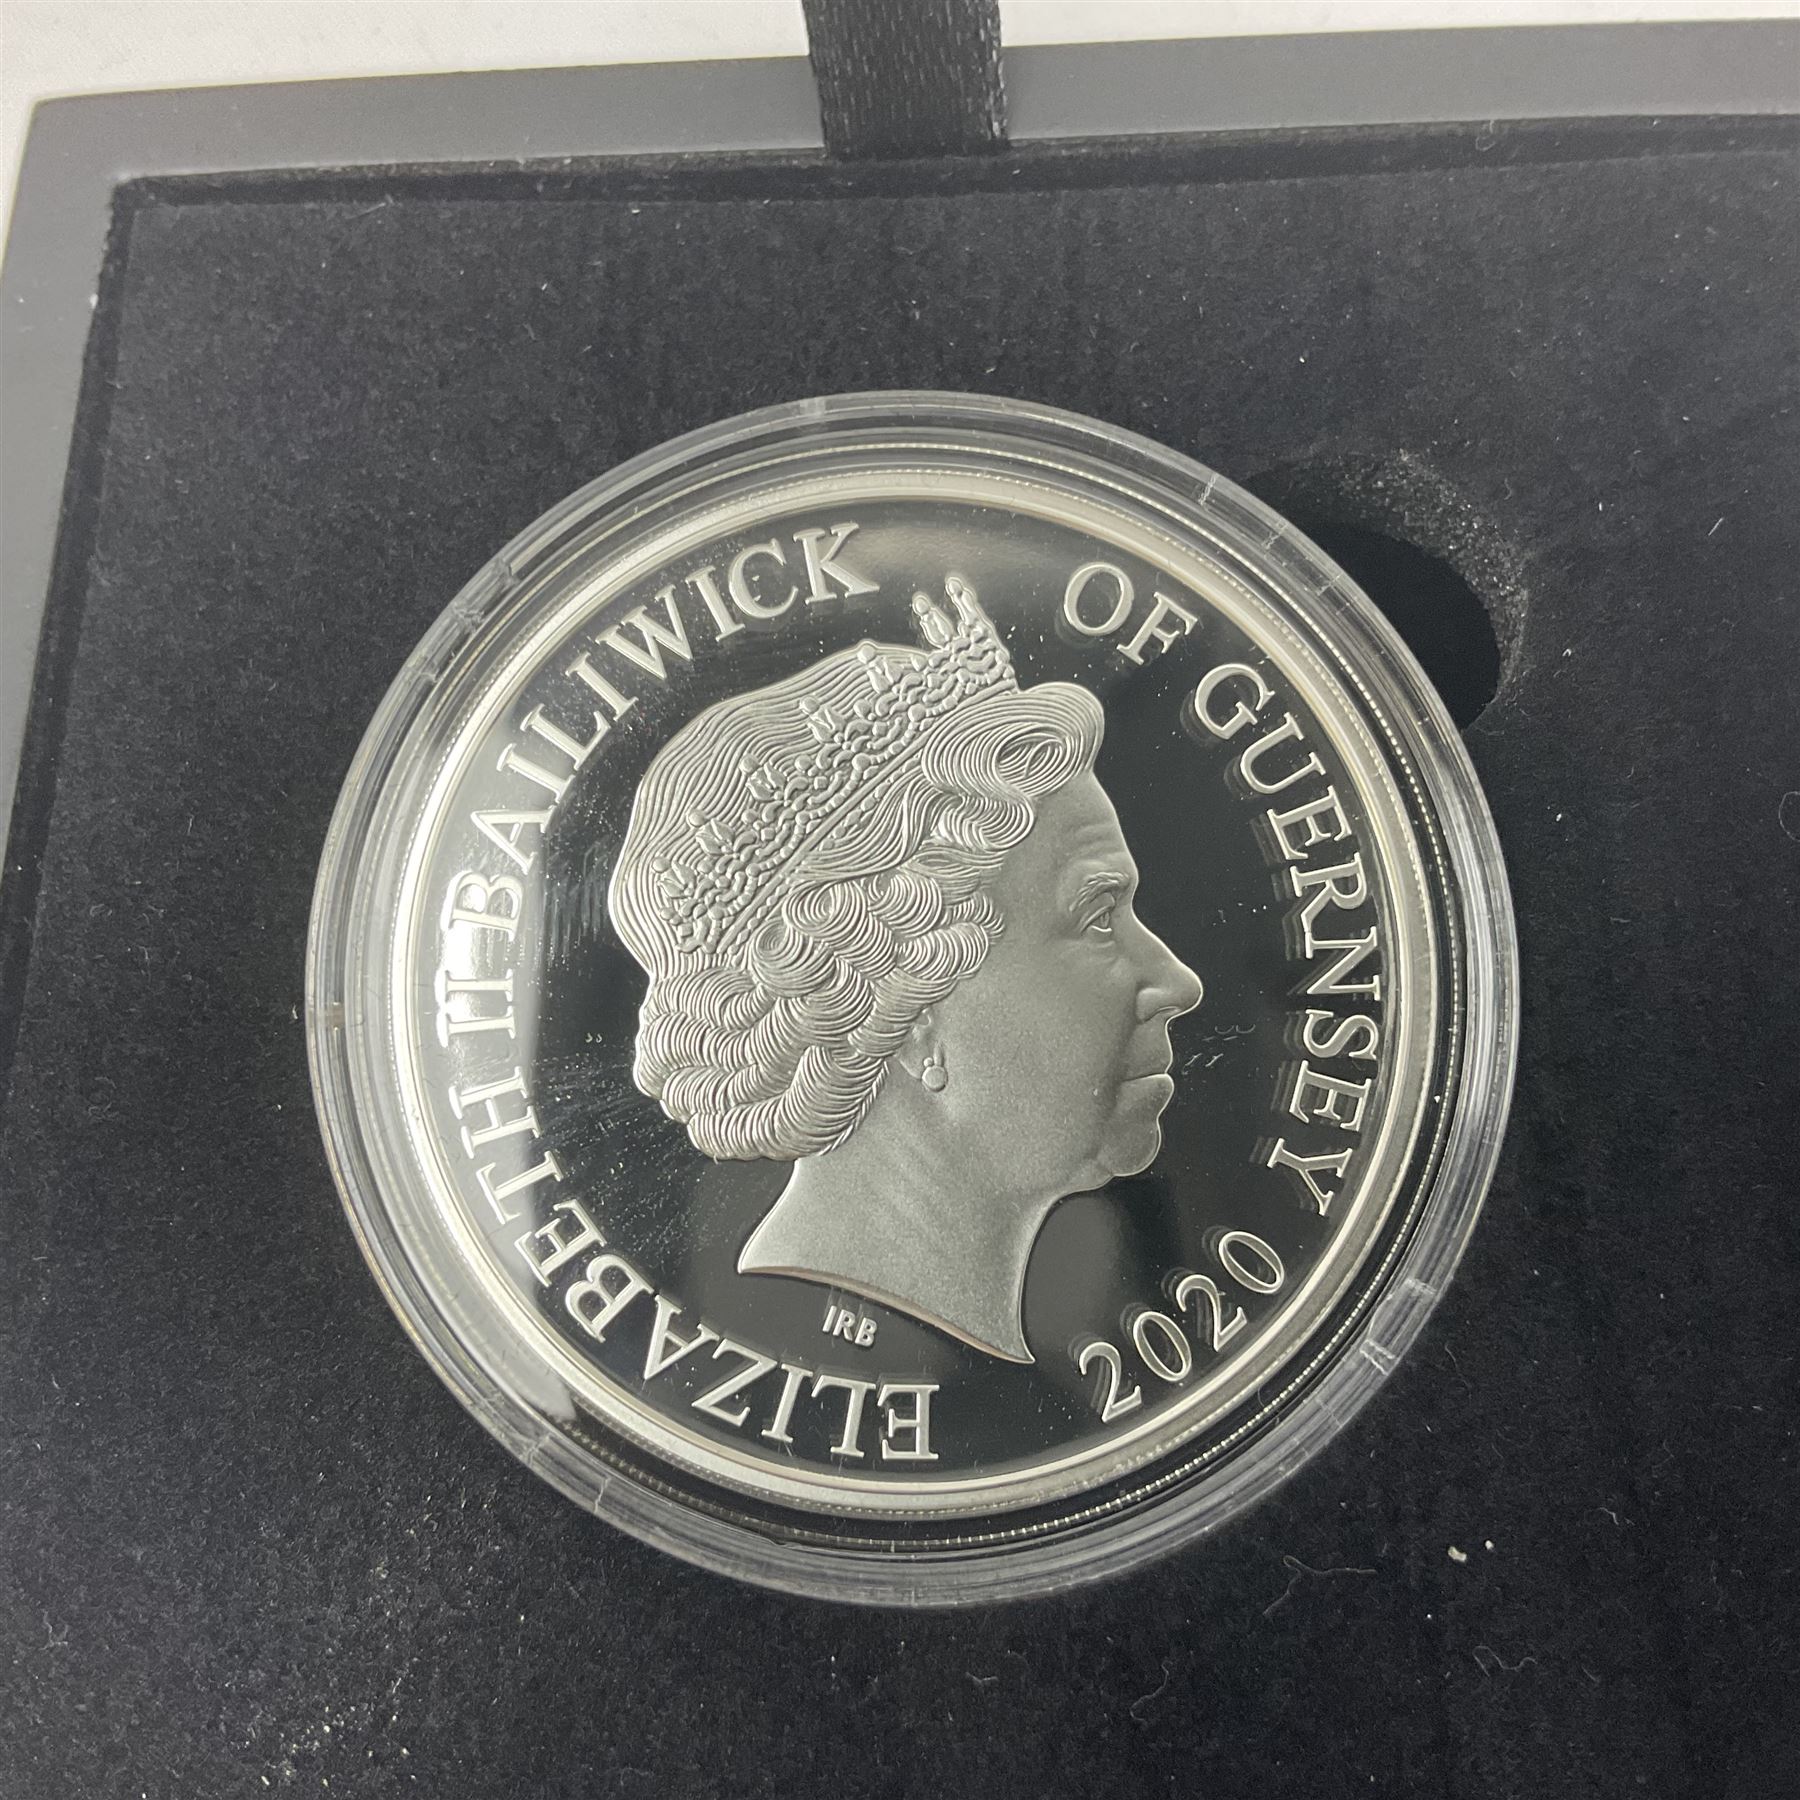 ELIZABETH II BAILIWICK OF GUERNSEY 2020
IRB